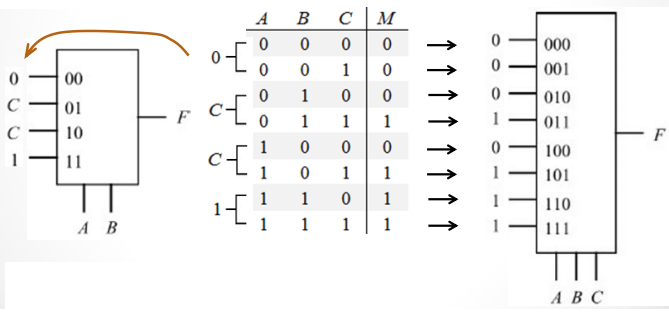 0 00
C 01
C 10
1 11
F
A B
A B C M
0 0 0 0
0
0 0 1 0
0 1 0 0
C
0 1 1 1
1 0 0 0
C
1 0 1 1
1 1 0 1
1
1 1 1 1
0 000
0 001
0 010
1 011
0 100
1 101
1 110
1 111
F
A B C